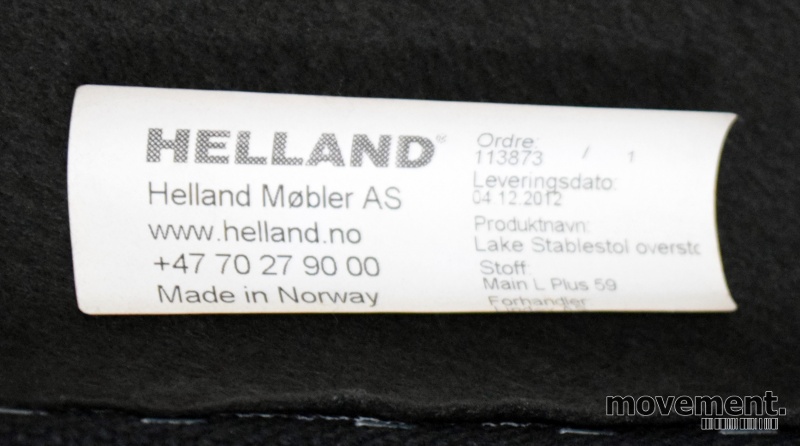 HELLAND®
Helland Møbler AS
www.helland.no
+47 70 27 90 00
Made in Norway
Ordre:
113873 / 1
Leveringsdato:
04.12.2012
Produktnavn:
Lake Stablestol oversto
Stoff:
Main L Plus 59
Forhandler:
movement.